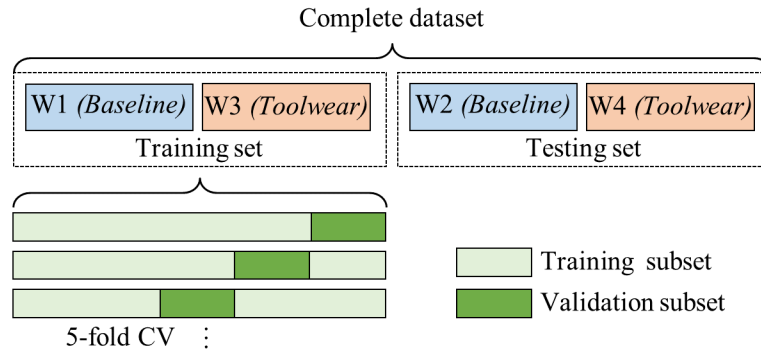 Complete dataset
W1 (Baseline) W3 (Toolwear) W2 (Baseline) W4 (Toolwear)
Training set Testing set
Training subset
Validation subset
5-fold CV ⋮